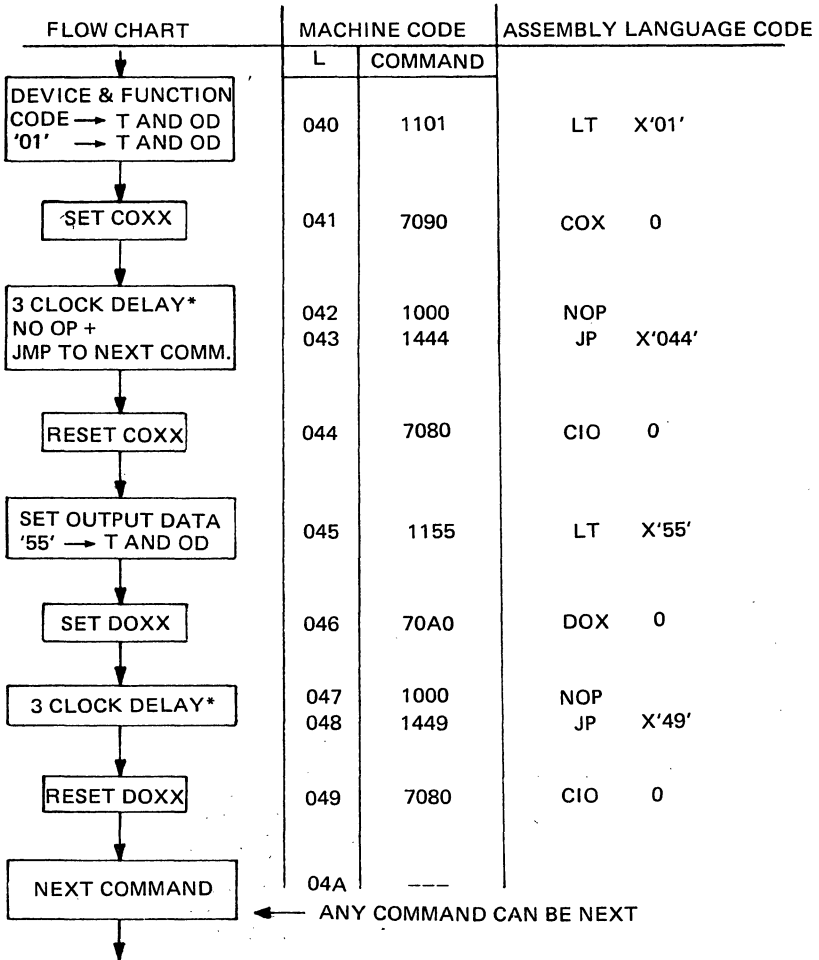 FLOW CHART MACHINE CODE ASSEMBLY LANGUAGE CODE
L COMMAND
DEVICE & FUNCTION
CODE → T AND OD
'01' → T AND OD
040 1101 LT X'01'
SET COXX 041 7090 COX 0
3 CLOCK DELAY*
NO OP + 042 1000 NOP
JMP TO NEXT COMM. 043 1444 JP X'044'
RESET COXX 044 7080 CIO 0
SET OUTPUT DATA
'55' → T AND OD 045 1155 LT X'55'
SET DOXX 046 70A0 DOX 0
3 CLOCK DELAY* 047 1000 NOP
048 1449 JP X'49'
RESET DOXX 049 7080 CIO 0
NEXT COMMAND 04A ---
ANY COMMAND CAN BE NEXT